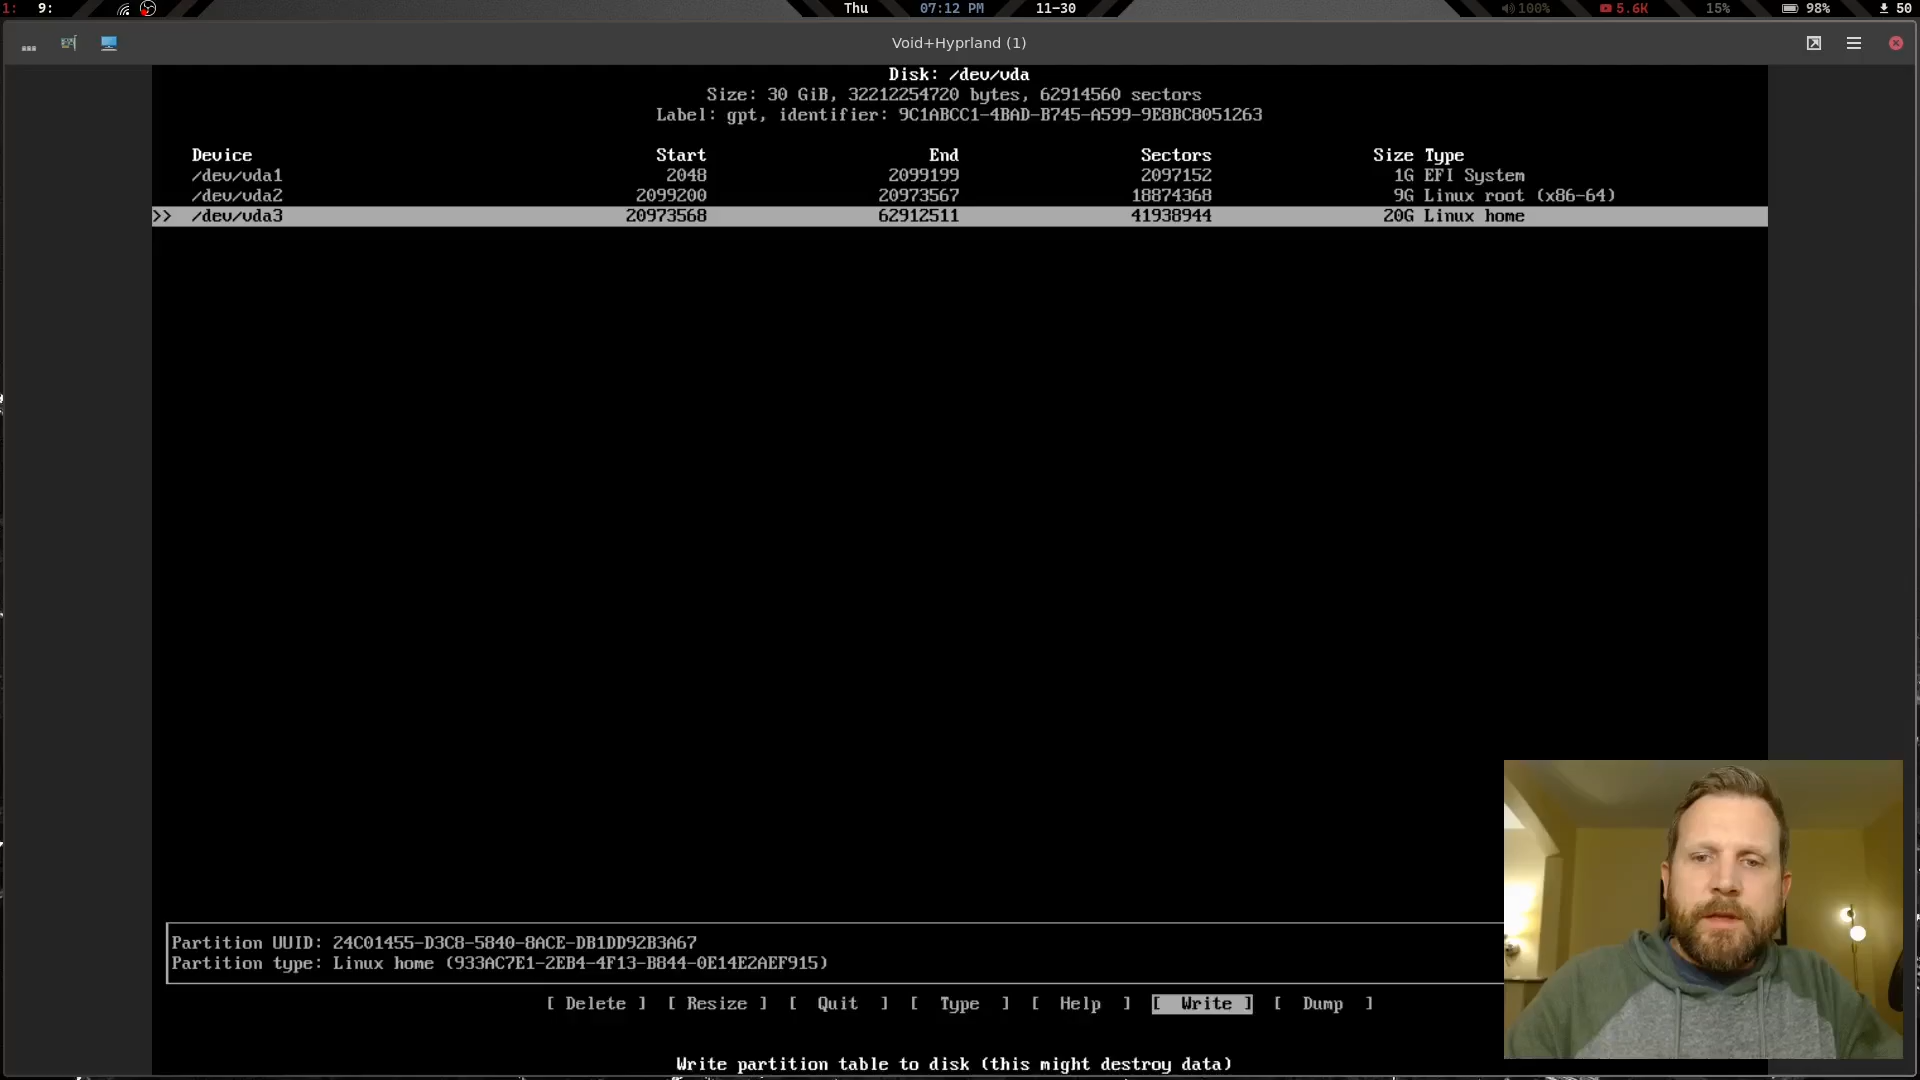 1: 9: Thu 07:12 PM 11-30 100% 5.6K 15% 98% 50
Void+Hyprland (1)
Disk: /dev/vda
Size: 30 GiB, 32212254720 bytes, 62914560 sectors
Label: gpt, identifier: 9C1ABCC1-4BAD-B745-A599-9E8BC8051263
Device Start End Sectors Size Type
/dev/vda1 2048 2099199 2097152 1G EFI System
/dev/vda2 2099200 20973567 18874368 9G Linux root (x86-64)
>> /dev/vda3 20973568 62912511 41938944 20G Linux home
Partition UUID: 24C01455-D3C8-5840-8ACE-DB1DD92B3A67
Partition type: Linux home (933AC7E1-2EB4-4F13-B844-0E14E2AEF915)
[ Delete ] [ Resize ] [ Quit ] [ Type ] [ Help ] [ Write ] [ Dump ]
Write partition table to disk (this might destroy data)